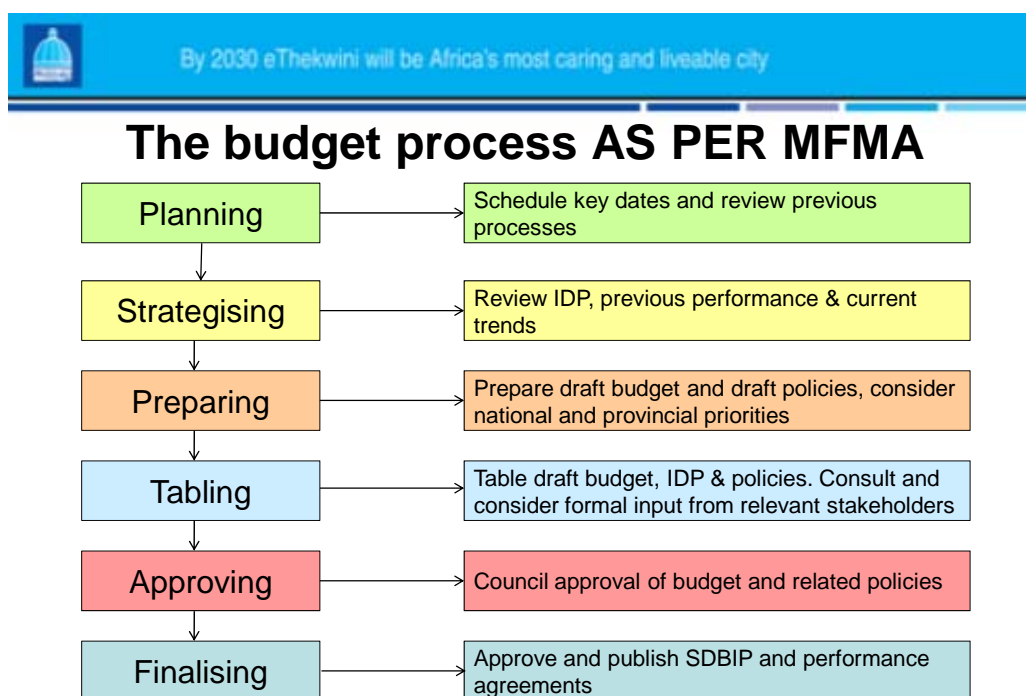 By 2030 eThekwini will be Africa's most caring and liveable city
The budget process AS PER MFMA
Planning
Schedule key dates and review previous
processes
Strategising
Review IDP, previous performance & current
trends
Preparing
Prepare draft budget and draft policies, consider
national and provincial priorities
Tabling
Table draft budget, IDP & policies. Consult and
consider formal input from relevant stakeholders
Approving
Council approval of budget and related policies
Finalising
Approve and publish SDBIP and performance
agreements